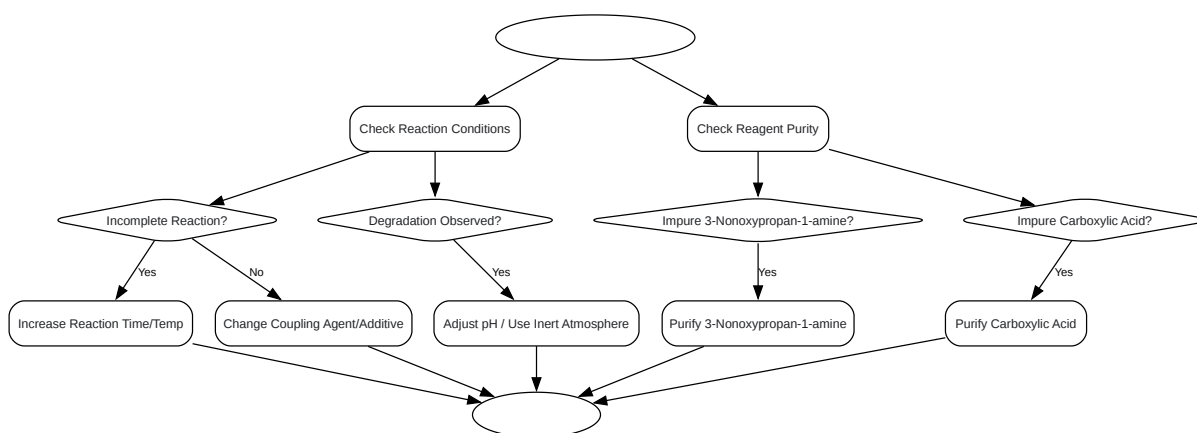 Check Reaction Conditions
Check Reagent Purity
Incomplete Reaction?
Degradation Observed?
Impure 3-Nonoxypropan-1-amine?
Impure Carboxylic Acid?
Yes
No
Yes
Yes
Yes
Increase Reaction Time/Temp
Change Coupling Agent/Additive
Adjust pH / Use Inert Atmosphere
Purify 3-Nonoxypropan-1-amine
Purify Carboxylic Acid